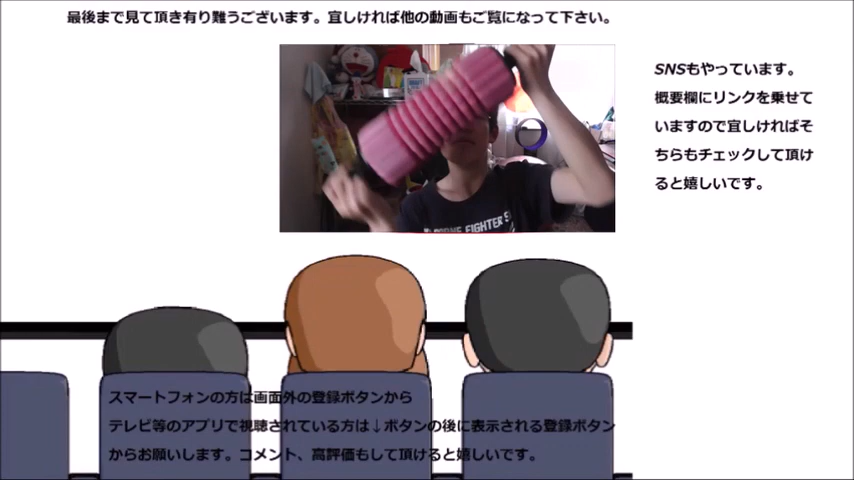 最後まで見て頂き有り難うございます。宜しければ他の動画もご覧になって下さい。
SNSもやっています。
概要欄にリンクを乗せて
いますので宜しければそ
ちらもチェックして頂け
ると嬉しいです。
FIGHTER
スマートフォンの方は画面外の登録ボタンから
テレビ等のアプリで視聴されている方は↓ボタンの後に表示される登録ボタン
からお願いします。コメント、高評価もして頂けると嬉しいです。